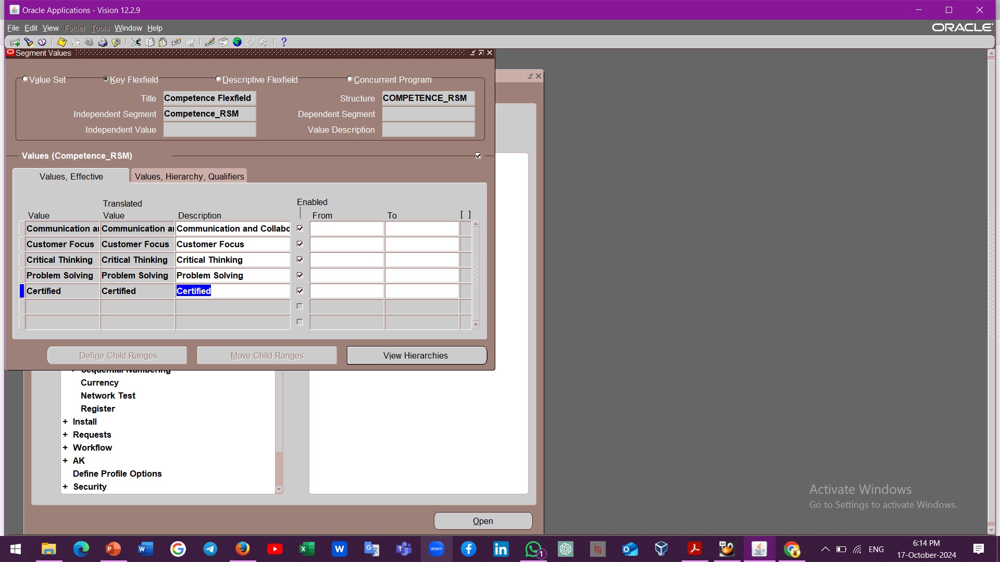 Oracle Applications - Vision 12.2.9
File Edit View Folder Tools Window Help
ORACLE
Segment Values
Value Set Key Flexfield Descriptive Flexfield Concurrent Program
Title Competence Flexfield Structure COMPETENCE_RSM
Independent Segment Competence_RSM Dependent Segment
Independent Value Value Description
Values (Competence_RSM)
Values, Effective Values, Hierarchy, Qualifiers
Translated Enabled
Value Value Description From To [ ]
Communication a Communication a Communication and Collabo
Customer Focus Customer Focus Customer Focus
Critical Thinking Critical Thinking Critical Thinking
Problem Solving Problem Solving Problem Solving
Certified Certified Certified
Define Child Ranges Move Child Ranges View Hierarchies
Sequential Numbering
Currency
Network Test
Register
+ Install
+ Requests
+ Workflow
+ AK
Define Profile Options
+ Security
Open
Activate Windows
Go to Settings to activate Windows.
zoom
1
64
ENG
6:14 PM
17-October-2024